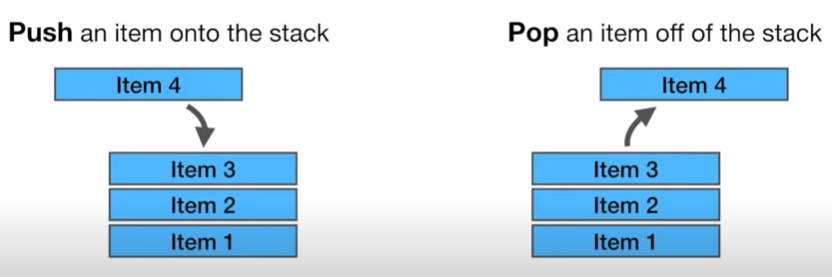 Push an item onto the stack
Item 4
Item 3
Item 2
Item 1
Pop an item off of the stack
Item 4
Item 3
Item 2
Item 1